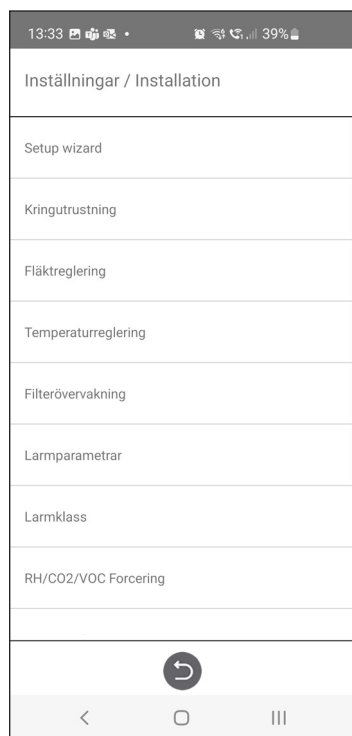 13:33 39%
Inställningar / Installation
Setup wizard
Kringutrustning
Fläktreglering
Temperaturreglering
Filterövervakning
Larmparametrar
Larmklass
RH/CO2/VOC Forcering